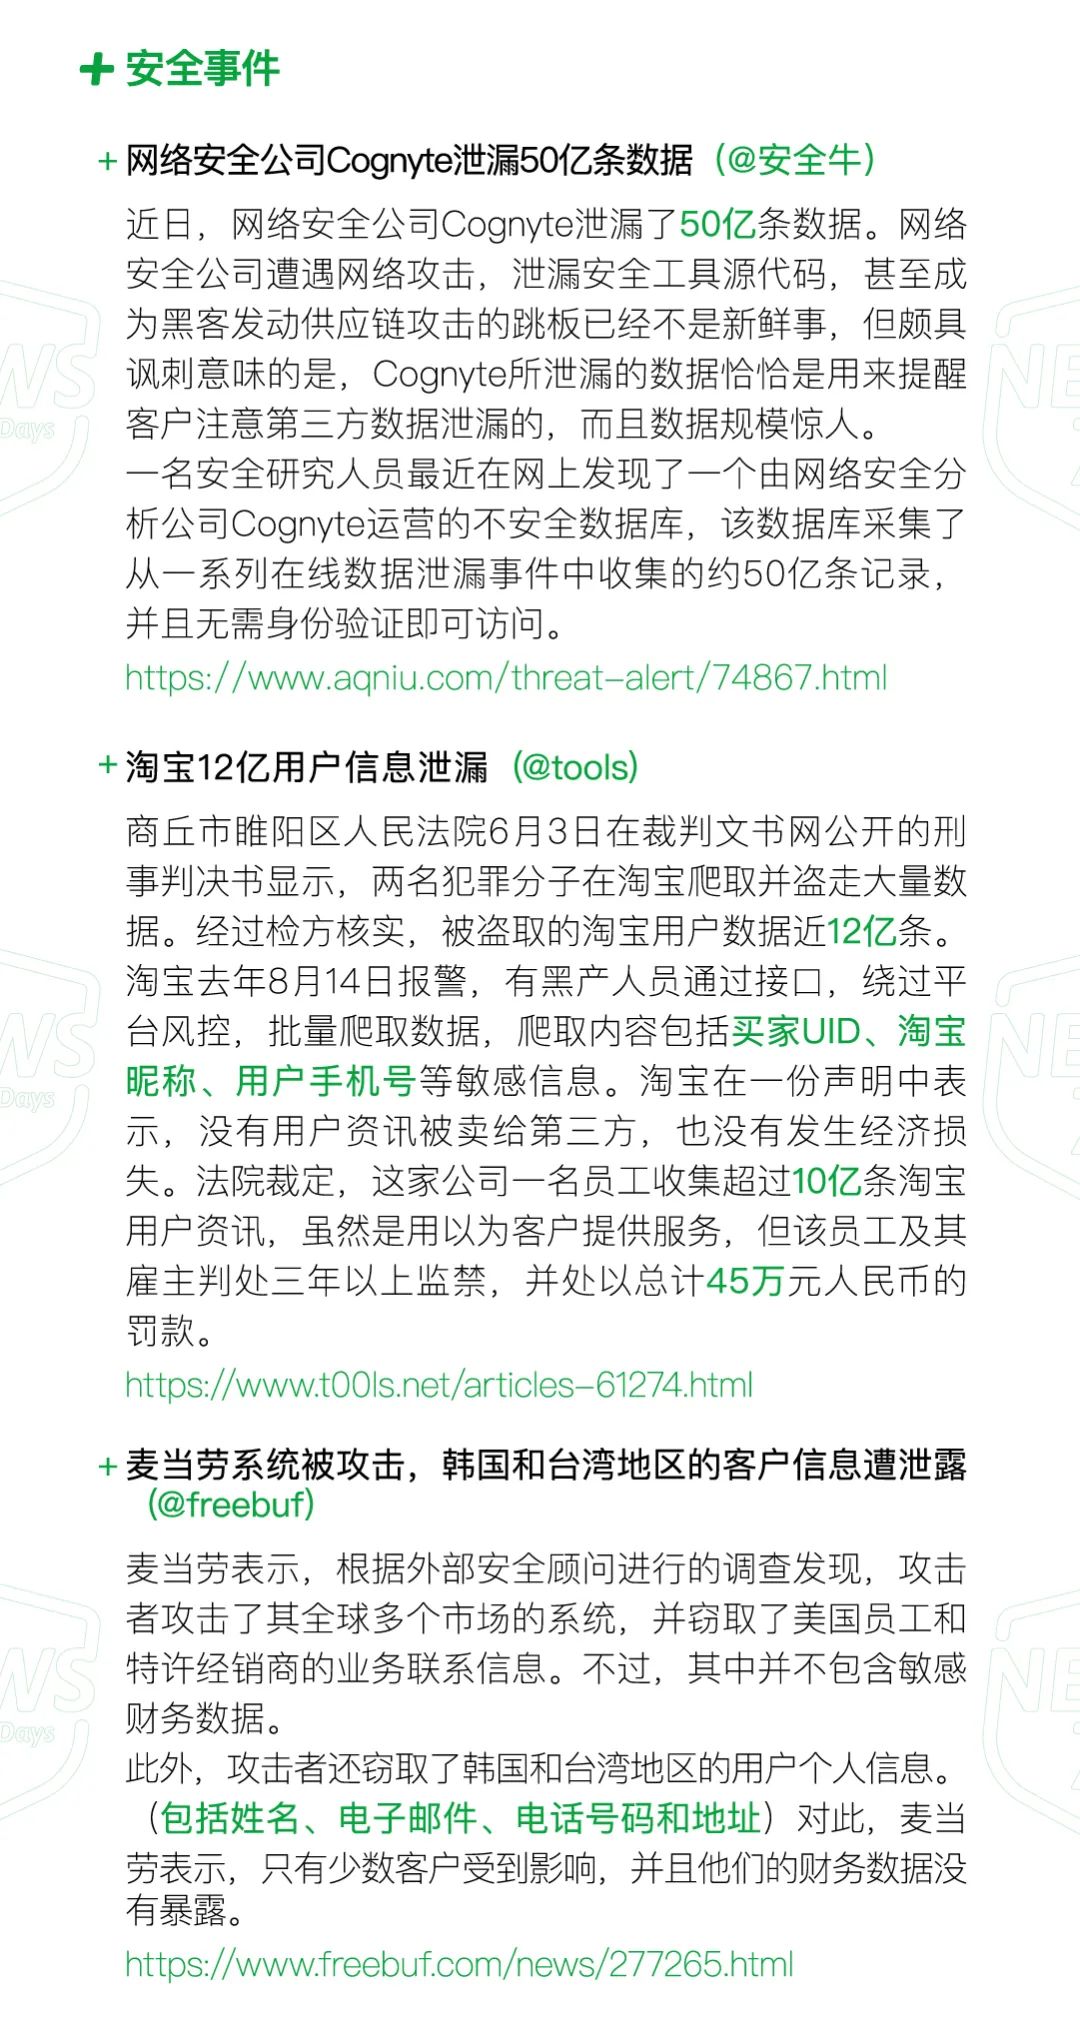 + 安全事件
+ 网络安全公司Cognyte泄漏50亿条数据（@安全牛）
近日，网络安全公司Cognyte泄漏了50亿条数据。网络
安全公司遭遇网络攻击，泄漏安全工具源代码，甚至成
为黑客发动供应链攻击的跳板已经不是新鲜事，但颇具
讽刺意味的是，Cognyte所泄漏的数据恰恰是用来提醒
客户注意第三方数据泄漏的，而且数据规模惊人。
一名安全研究人员最近在网上发现了一个由网络安全分
析公司Cognyte运营的不安全数据库，该数据库采集了
从一系列在线数据泄漏事件中收集的约50亿条记录，
并且无需身份验证即可访问。
https://www.aqniu.com/threat-alert/74867.html
+ 淘宝12亿用户信息泄漏（@tools）
商丘市睢阳区人民法院6月3日在裁判文书网公开的刑
事判决书显示，两名犯罪分子在淘宝爬取并盗走大量数
据。经过检方核实，被盗取的淘宝用户数据近12亿条。
淘宝去年8月14日报警，有黑产人员通过接口，绕过平
台风控，批量爬取数据，爬取内容包括买家UID、淘宝
昵称、用户手机号等敏感信息。淘宝在一份声明中表
示，没有用户资讯被卖给第三方，也没有发生经济损
失。法院裁定，这家公司一名员工收集超过10亿条淘宝
用户资讯，虽然是用以为客户提供服务，但该员工及其
雇主判处三年以上监禁，并处以总计45万元人民币的
罚款。
https://www.t00ls.net/articles-61274.html
+ 麦当劳系统被攻击，韩国和台湾地区的客户信息遭泄露
（@freebuf）
麦当劳表示，根据外部安全顾问进行的调查发现，攻击
者攻击了其全球多个市场的系统，并窃取了美国员工和
特许经销商的业务联系信息。不过，其中并不包含敏感
财务数据。
此外，攻击者还窃取了韩国和台湾地区的用户个人信息。
（包括姓名、电子邮件、电话号码和地址）对此，麦当
劳表示，只有少数客户受到影响，并且他们的财务数据没
有暴露。
https://www.freebuf.com/news/277265.html